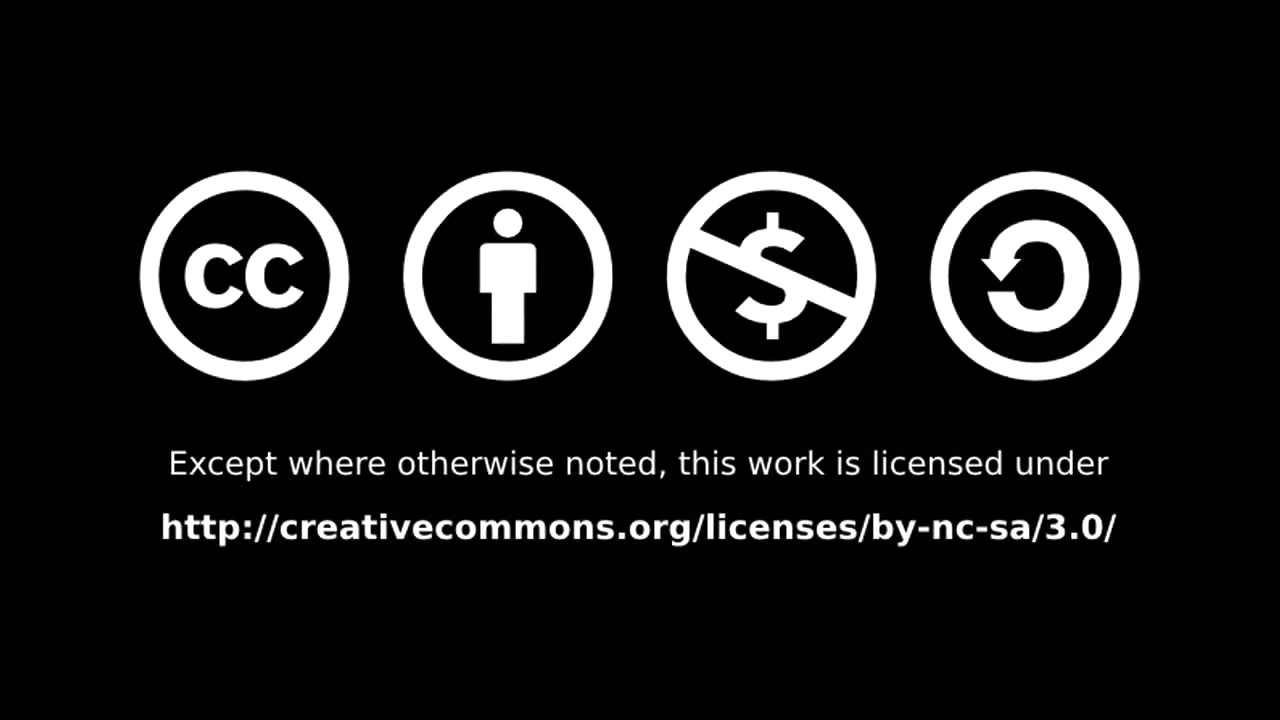 cc
$
Except where otherwise noted, this work is licensed under
http://creativecommons.org/licenses/by-nc-sa/3.0/